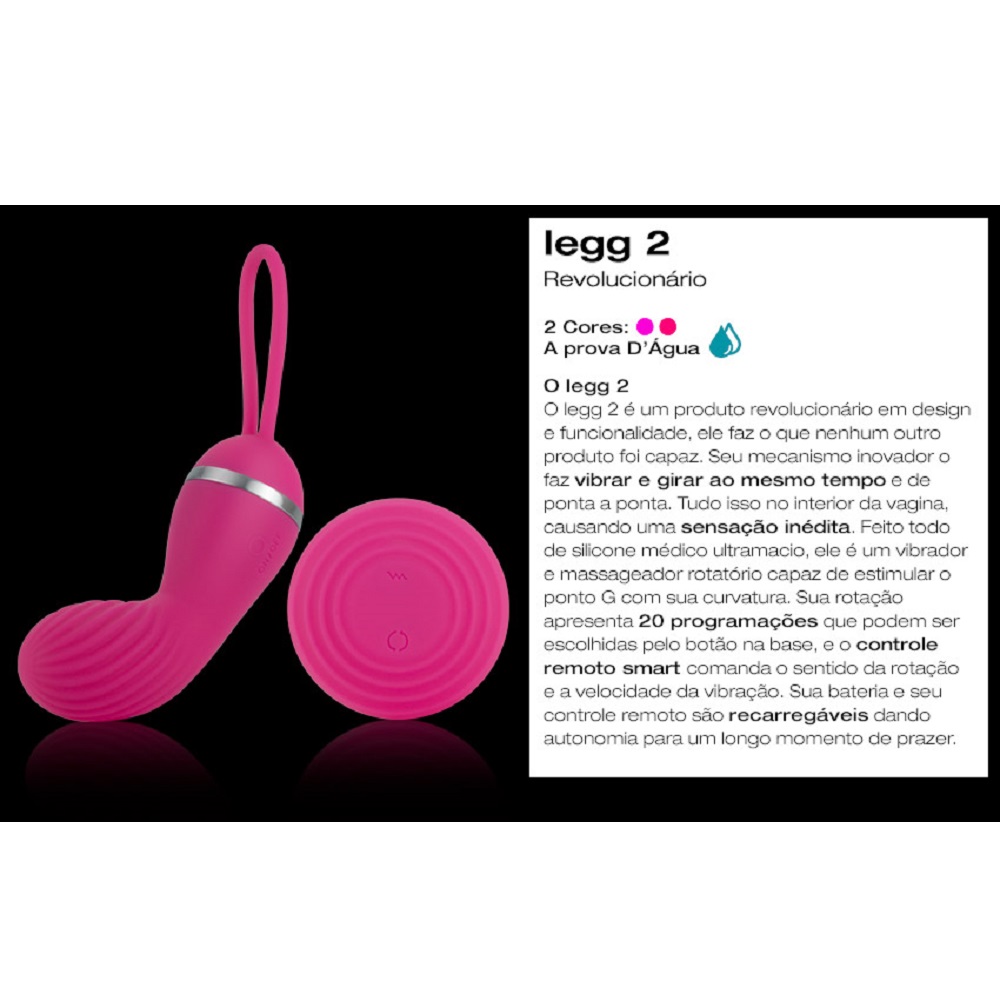 legg 2
Revolucionário
2 Cores:
A prova D'Água
O legg 2
O legg 2 é um produto revolucionário em design
e funcionalidade, ele faz o que nenhum outro
produto foi capaz. Seu mecanismo inovador o
faz vibrar e girar ao mesmo tempo e de
ponta a ponta. Tudo isso no interior da vagina,
causando uma sensação inédita. Feito todo
de silicone médico ultramacio, ele é um vibrador
e massageador rotatório capaz de estimular o
ponto G com sua curvatura. Sua rotação
apresenta 20 programações que podem ser
escolhidas pelo botão na base, e o controle
remoto smart comanda o sentido da rotação
e a velocidade da vibração. Sua bateria e seu
controle remoto são recarregáveis dando
autonomia para um longo momento de prazer.